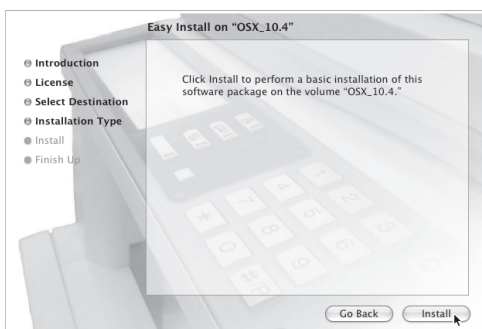 Easy Install on “OSX_10.4”
Introduction
License
Select Destination
Installation Type
Install
Finish Up
Click Install to perform a basic installation of this
software package on the volume “OSX_10.4.”
Go Back
Install